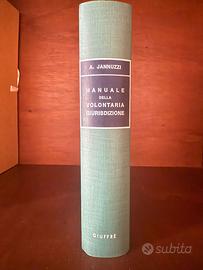 A. JANNUZZI
MANUALE
DELLA
VOLONTARIA
GIURISDIZIONE
GIUFFRÈ
subito